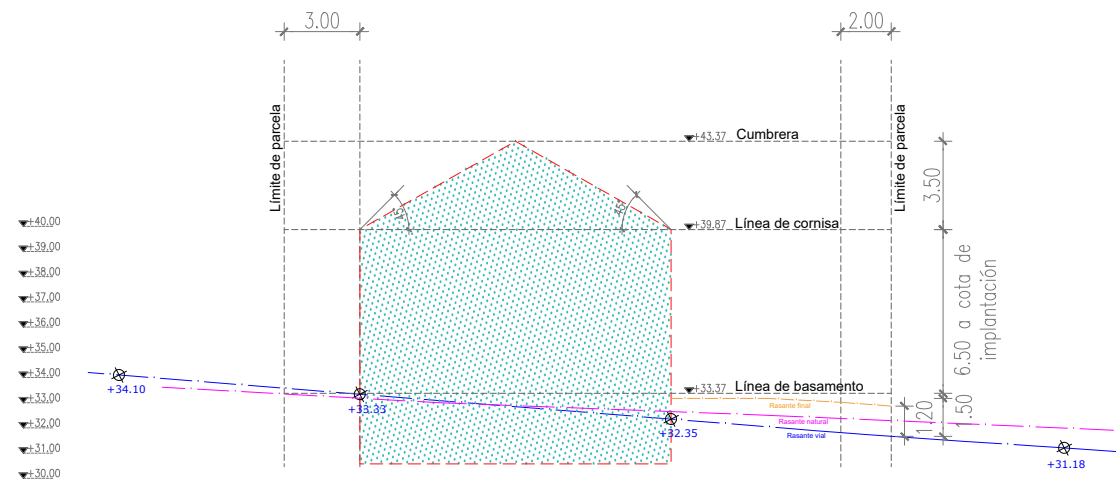 3.00
2.00
Límite de parcela
Límite de parcela
+43.37 Cumbrera
3.50
45°
45°
+39.87 Línea de cornisa
+40.00
+39.00
+38.00
+37.00
+36.00
+35.00
+34.00
+33.00
+32.00
+31.00
+30.00
6.50 a cota de
implantación
+34.10
+33.33
+33.37 Línea de basamento
Rasante final
Rasante natural
Rasante vial
+32.35
1.20
1.50
+31.18